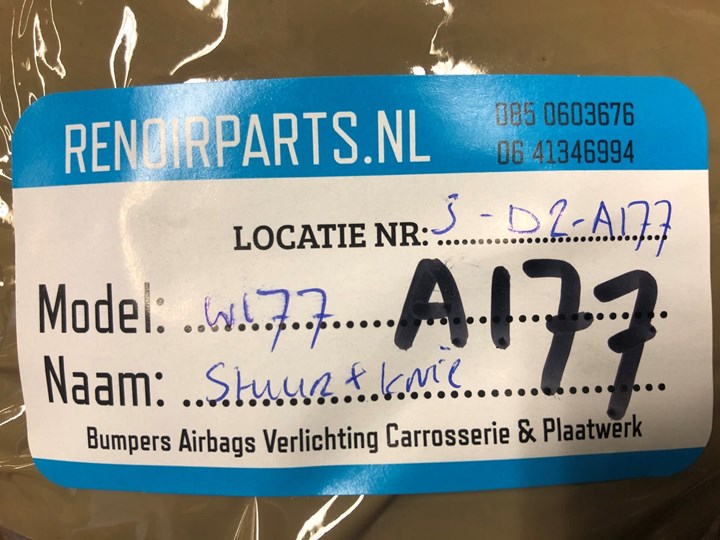 RENOIRPARTS.NL
085 0603676
06 41346994
LOCATIE NR: 3-D2-A177
Model: W177 A177
Naam: Stuur + knie
Bumpers Airbags Verlichting Carrosserie & Plaatwerk